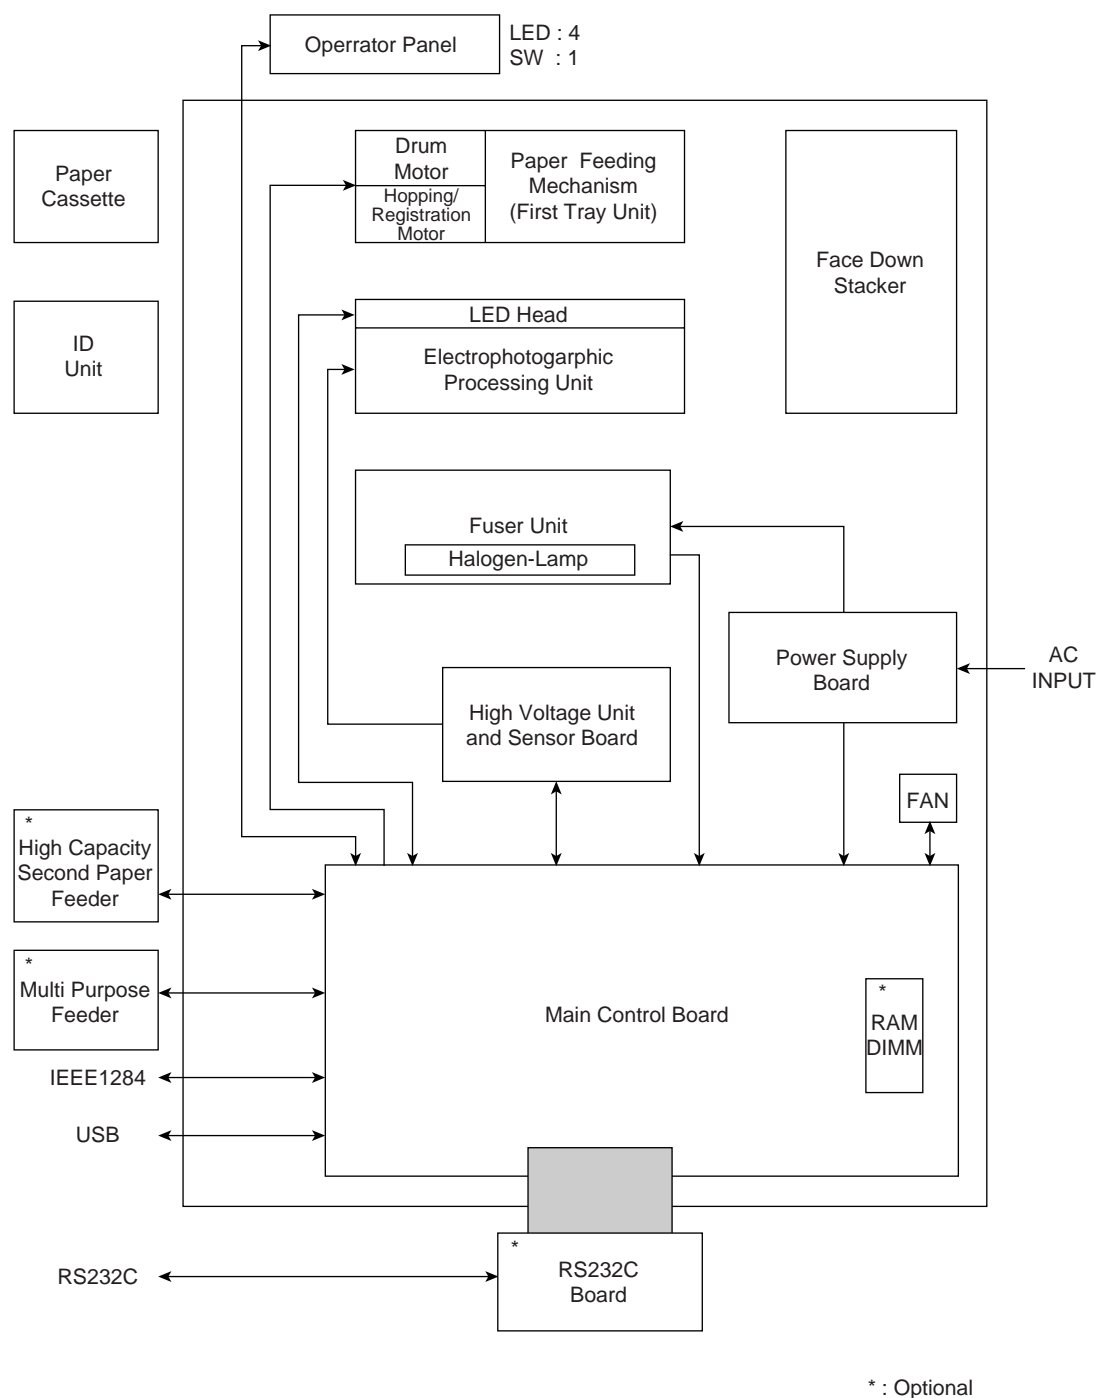 Operrator Panel
LED : 4
SW : 1
Paper
Cassette
Drum
Motor
Hopping/
Registration
Motor
Paper Feeding
Mechanism
(First Tray Unit)
Face Down
Stacker
ID
Unit
LED Head
Electrophotogarphic
Processing Unit
Fuser Unit
Halogen-Lamp
Power Supply
Board
AC
INPUT
High Voltage Unit
and Sensor Board
FAN
*
High Capacity
Second Paper
Feeder
*
Multi Purpose
Feeder
Main Control Board
*
RAM
DIMM
IEEE1284
USB
*
RS232C
Board
RS232C
* : Optional